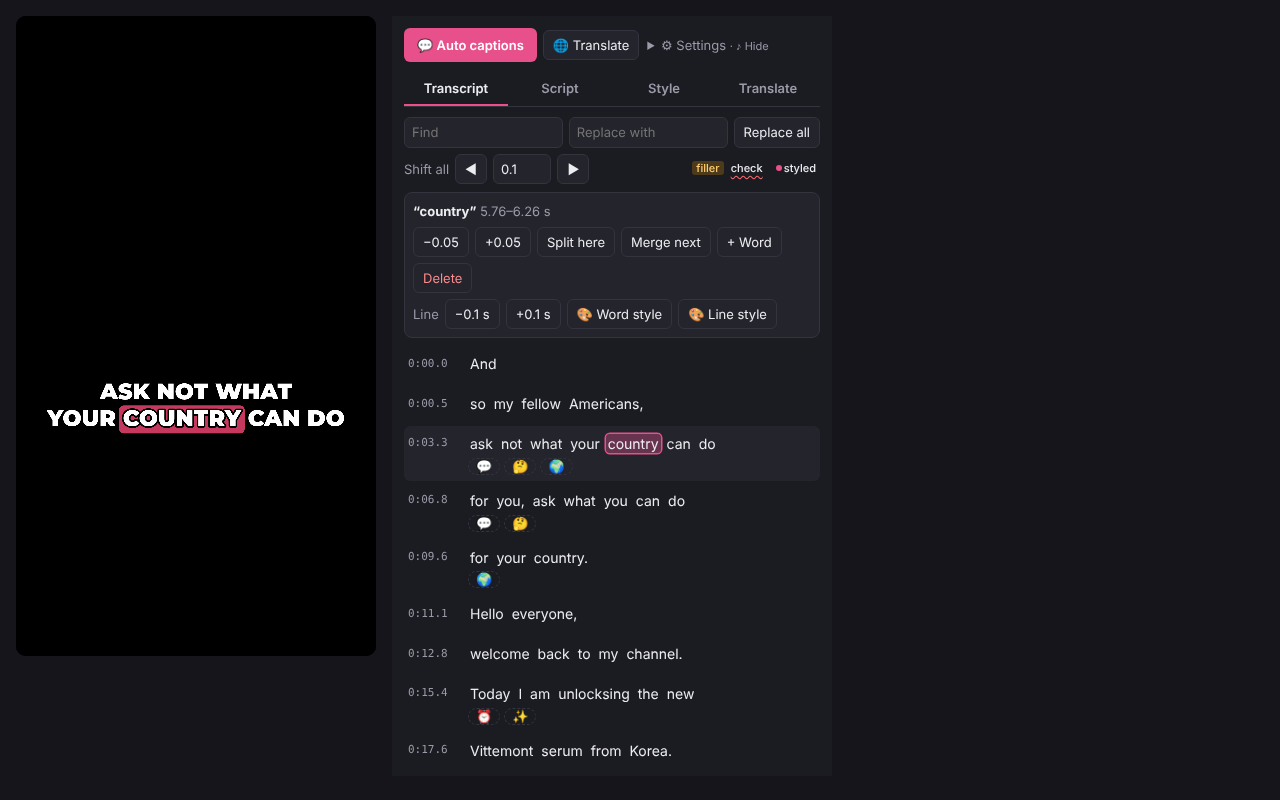 💬 Auto captions 🌐 Translate ▶ ⚙ Settings · ♪ Hide
Transcript Script Style Translate
Find Replace with Replace all
Shift all ◀ 0.1 ▶ filler check styled
“country” 5.76–6.26 s
−0.05 +0.05 Split here Merge next + Word
Delete
Line −0.1 s +0.1 s 🎨 Word style 🎨 Line style
0:00.0 And
0:00.5 so my fellow Americans,
0:03.3 ask not what your country can do
💬 🤔 🌍
0:06.8 for you, ask what you can do
💬 🤔
0:09.6 for your country.
🌍
0:11.1 Hello everyone,
0:12.8 welcome back to my channel.
0:15.4 Today I am unlocksing the new
⏰ ✨
0:17.6 Vittemont serum from Korea.
ASK NOT WHAT
YOUR COUNTRY CAN DO